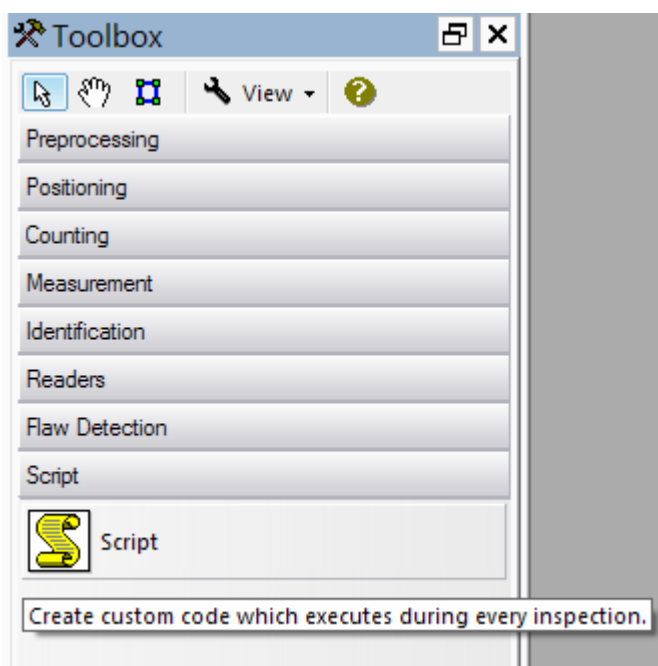 Toolbox
View
Preprocessing
Positioning
Counting
Measurement
Identification
Readers
Flaw Detection
Script
Script
Create custom code which executes during every inspection.